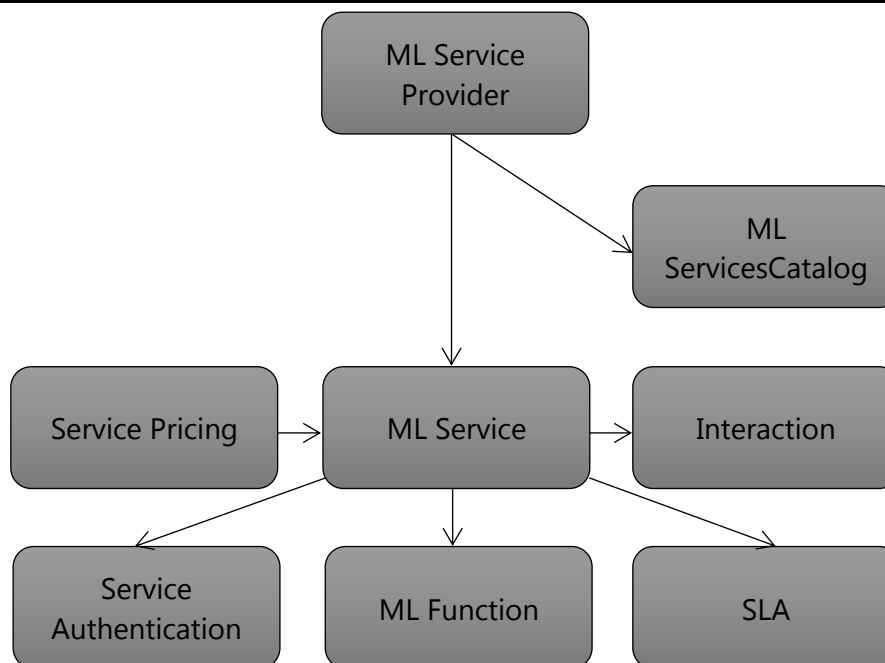 ML Service
Provider
ML
ServicesCatalog
Service Pricing
ML Service
Interaction
Service
Authentication
ML Function
SLA